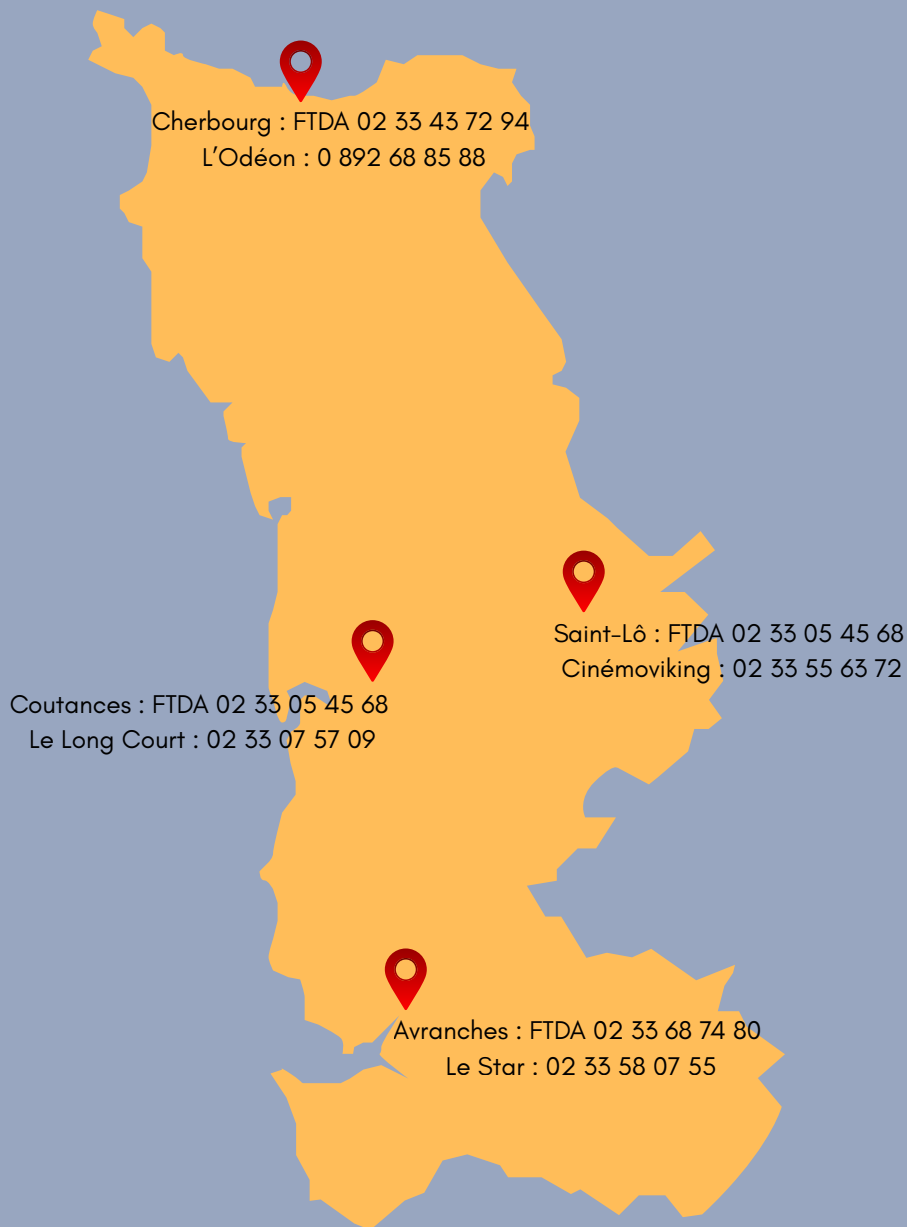 Cherbourg : FTDA 02 33 43 72 94
L'Odéon : 0 892 68 85 88
Saint-Lô : FTDA 02 33 05 45 68
Cinémoviking : 02 33 55 63 72
Coutances : FTDA 02 33 05 45 68
Le Long Court : 02 33 07 57 09
Avranches : FTDA 02 33 68 74 80
Le Star : 02 33 58 07 55